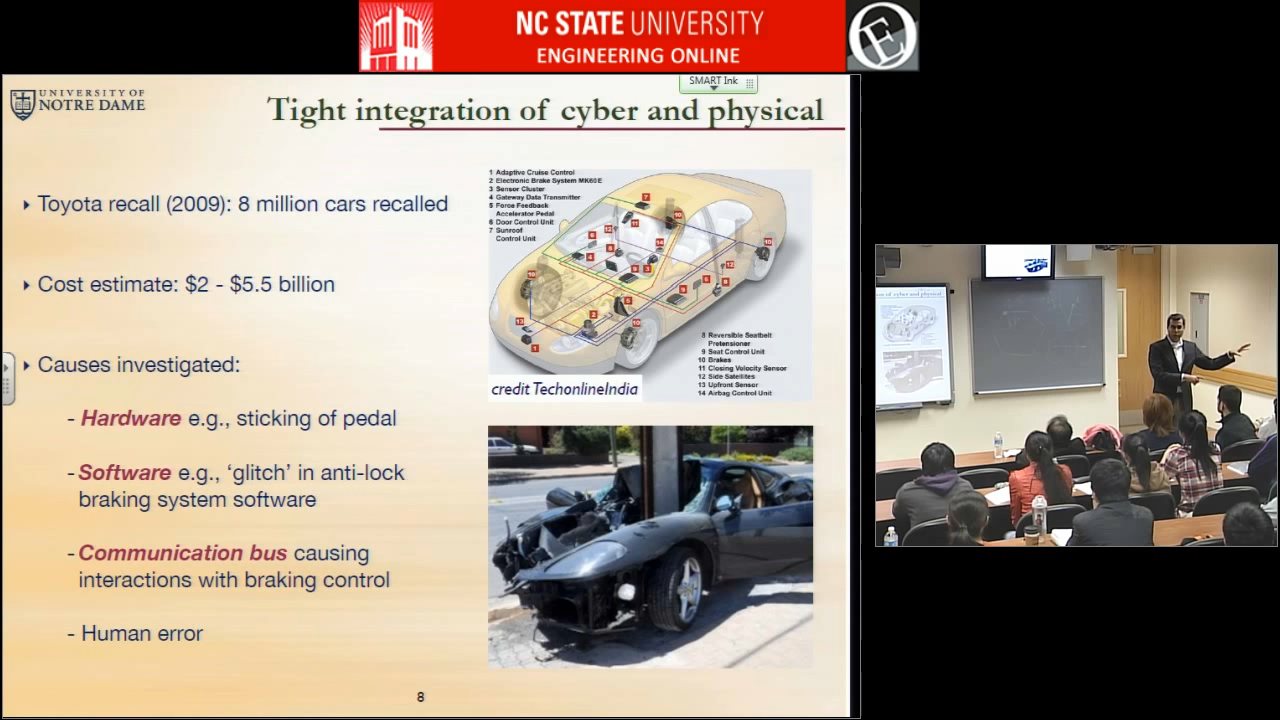 NC STATE UNIVERSITY
ENGINEERING ONLINE
SMART Ink
UNIVERSITY OF
NOTRE DAME
Tight integration of cyber and physical
Toyota recall (2009): 8 million cars recalled
Cost estimate: $2 - $5.5 billion
Causes investigated:
- Hardware e.g., sticking of pedal
- Software e.g., ‘glitch’ in anti-lock
braking system software
- Communication bus causing
interactions with braking control
- Human error
1 Adaptive Cruise Control
2 Electronic Brake System MK60E
3 Sensor Cluster
4 Gateway Data Transmitter
5 Force Feedback
Accelerator Pedal
6 Door Control Unit
7 Sunroof
Control Unit
8 Reversible Seatbelt
Pretensioner
9 Seat Control Unit
10 Brakes
11 Closing Velocity Sensor
12 Side Satellites
13 Upfront Sensor
14 Airbag Control Unit
credit TechonlineIndia
8